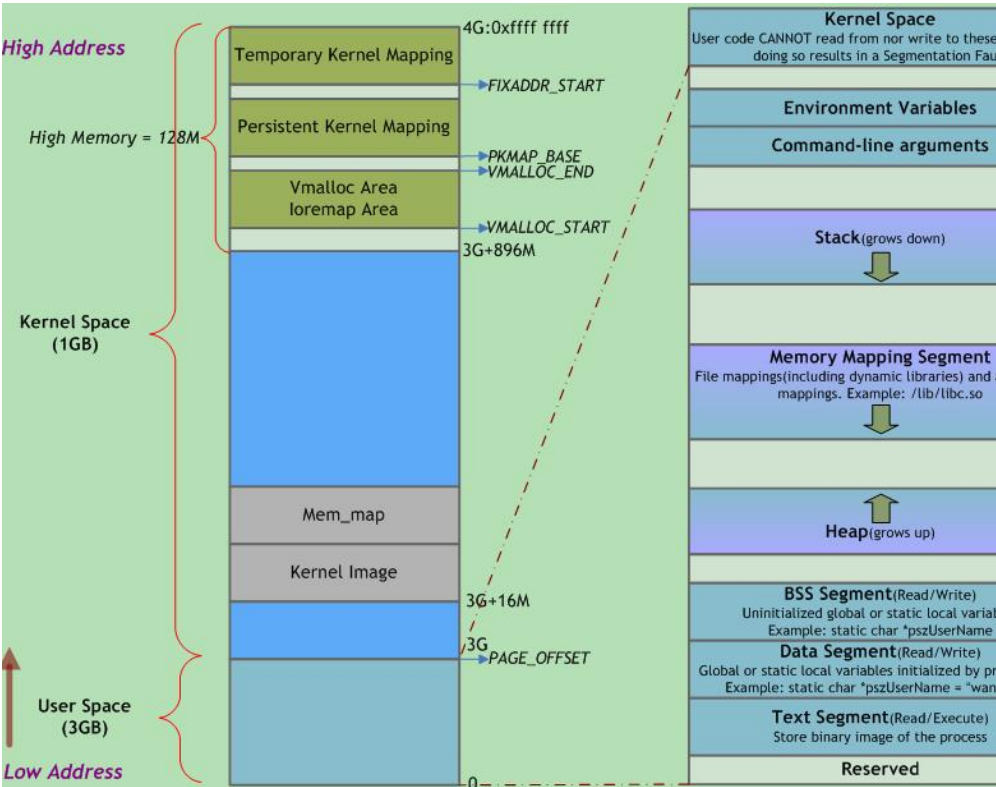 High Address
High Memory = 128M
Kernel Space
(1GB)
User Space
(3GB)
Low Address
Temporary Kernel Mapping
Persistent Kernel Mapping
Vmalloc Area
Ioremap Area
Mem_map
Kernel Image
4G:0xffff ffff
FIXADDR_START
PKMAP_BASE
VMALLOC_END
VMALLOC_START
3G+896M
3G+16M
3G
PAGE_OFFSET
0
Kernel Space
User code CANNOT read from nor write to these
doing so results in a Segmentation
Environment Variables
Command-line arguments
Stack(grows down)
Memory Mapping Segment
File mappings(including dynamic libraries) and
mappings. Example: /lib/libc.so
Heap(grows up)
BSS Segment(Read/Write)
Uninitialized global or static local
Example: static char *pszUserName
Data Segment(Read/Write)
Global or static local variables initialized by
Example: static char *pszUserName =
Text Segment(Read/Execute)
Store binary image of the process
Reserved